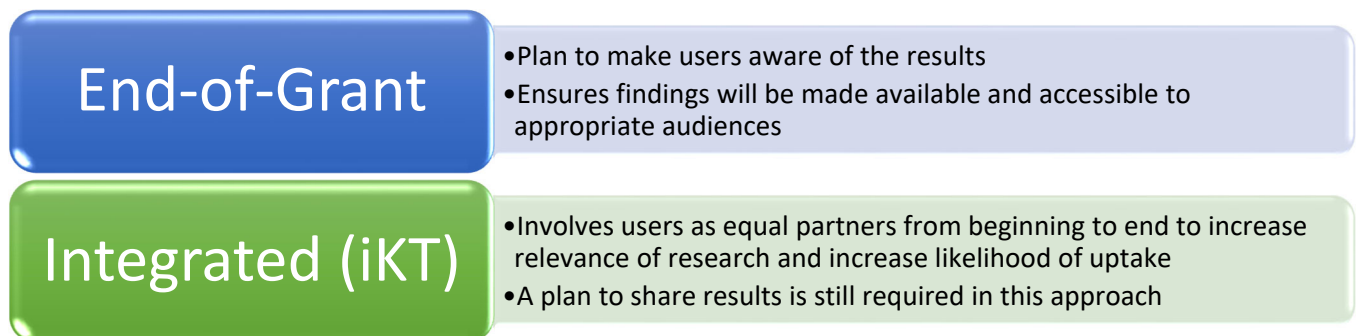 End-of-Grant
•Plan to make users aware of the results
•Ensures findings will be made available and accessible to
appropriate audiences
Integrated (iKT)
•Involves users as equal partners from beginning to end to increase
relevance of research and increase likelihood of uptake
•A plan to share results is still required in this approach